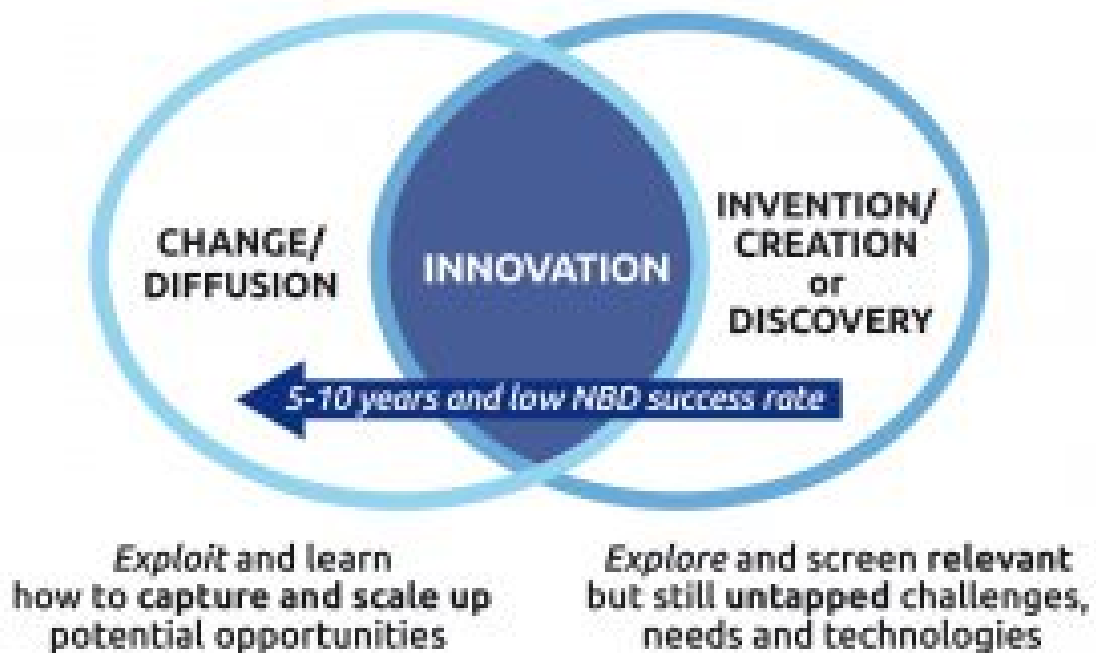 CHANGE/
DIFFUSION
INNOVATION
INVENTION/
CREATION
or
DISCOVERY
5-10 years and low NBD success rate
Exploit and learn
how to capture and scale up
potential opportunities
Explore and screen relevant
but still untapped challenges,
needs and technologies